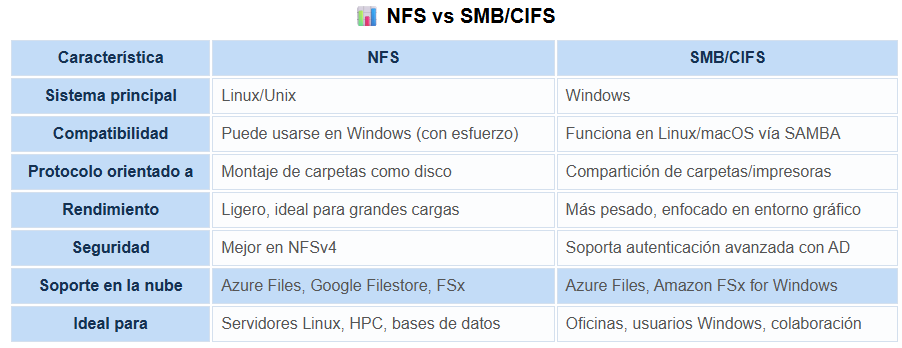 NFS vs SMB/CIFS
Característica NFS SMB/CIFS
Sistema principal Linux/Unix Windows
Compatibilidad Puede usarse en Windows (con esfuerzo) Funciona en Linux/macOS vía SAMBA
Protocolo orientado a Montaje de carpetas como disco Compartición de carpetas/impresoras
Rendimiento Ligero, ideal para grandes cargas Más pesado, enfocado en entorno gráfico
Seguridad Mejor en NFSv4 Soporta autenticación avanzada con AD
Soporte en la nube Azure Files, Google Filestore, FSx Azure Files, Amazon FSx for Windows
Ideal para Servidores Linux, HPC, bases de datos Oficinas, usuarios Windows, colaboración